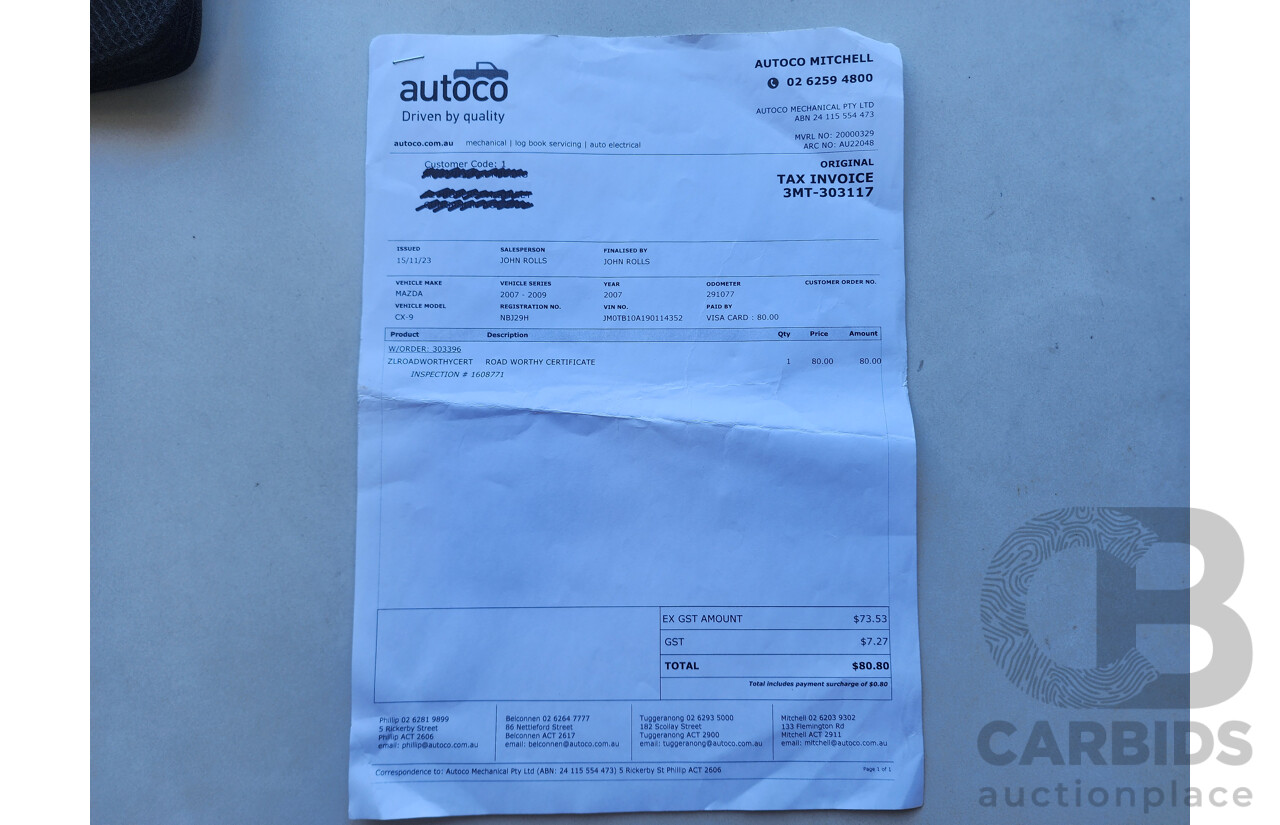 autoco
Driven by quality
autoco.com.au mechanical | log book servicing | auto electrical
AUTOCO MITCHELL
02 6259 4800
AUTOCO MECHANICAL PTY LTD
ABN 24 115 554 473
MVRL NO: 20000329
ARC NO: AU22048
Customer Code: 1
ORIGINAL
TAX INVOICE
3MT-303117
ISSUED SALESPERSON FINALISED BY
15/11/23 JOHN ROLLS JOHN ROLLS
VEHICLE MAKE VEHICLE SERIES YEAR ODOMETER CUSTOMER ORDER NO.
MAZDA 2007 - 2009 2007 291077
VEHICLE MODEL REGISTRATION NO. VIN NO. PAID BY
CX-9 NBJ29H JM0TB10A190114352 VISA CARD : 80.00
Product Description Qty Price Amount
W/ORDER: 303396
ZLROADWORTHYCERT ROAD WORTHY CERTIFICATE 1 80.00 80.00
INSPECTION # 1608771
EX GST AMOUNT $73.53
GST $7.27
TOTAL $80.80
Total includes payment surcharge of $0.80
Phillip 02 6281 9899
5 Rickerby Street
Phillip ACT 2606
email: phillip@autoco.com.au
Belconnen 02 6264 7777
86 Nettleford Street
Belconnen ACT 2617
email: belconnen@autoco.com.au
Tuggeranong 02 6293 5000
182 Scollay Street
Tuggeranong ACT 2900
email: tuggeranong@autoco.com.au
Mitchell 02 6203 9302
133 Flemington Rd
Mitchell ACT 2911
email: mitchell@autoco.com.au
Correspondence to: Autoco Mechanical Pty Ltd (ABN: 24 115 554 473) 5 Rickerby St Phillip ACT 2606
Page 1 of 1
CB
CARBIDS
auctionplace